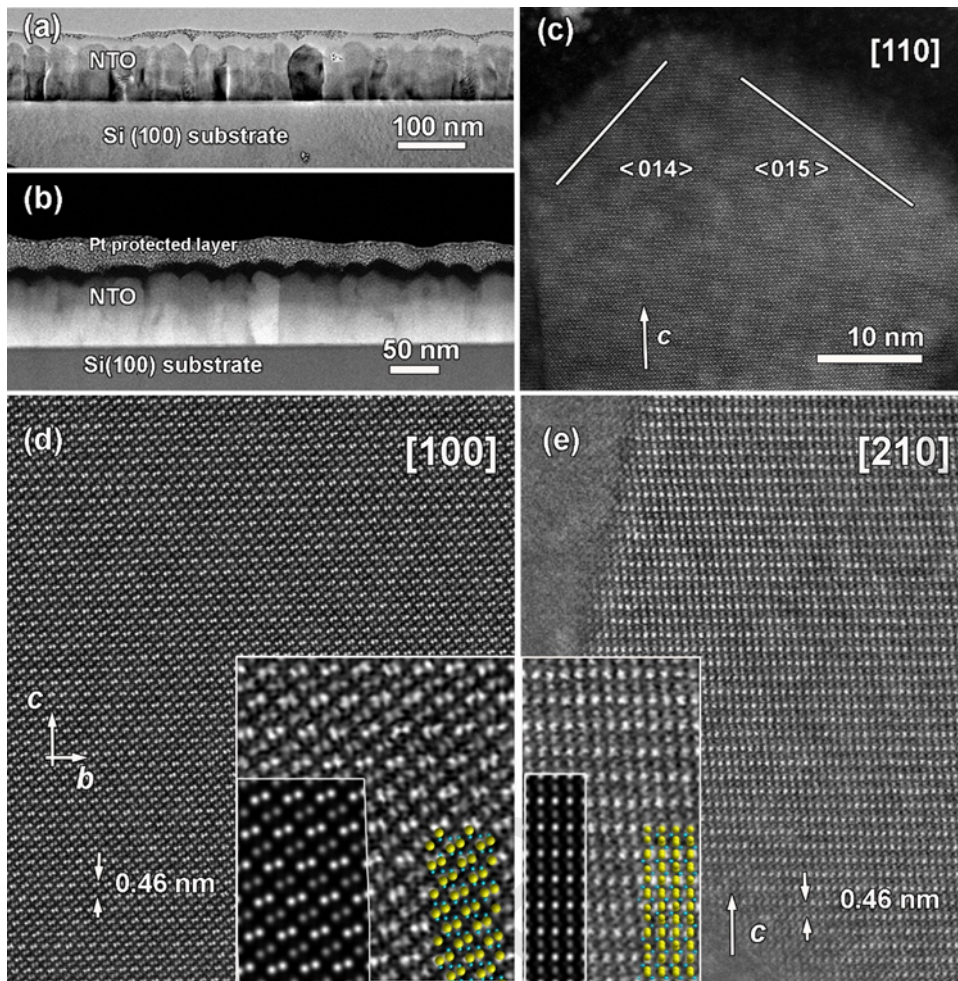 (a)
NTO
Si (100) substrate
100 nm
(b)
Pt protected layer
NTO
50 nm
Si(100) substrate
(c)
[110]
<014>
<015>
c
10 nm
(d)
[100]
c
b
0.46 nm
(e)
[210]
0.46 nm
c